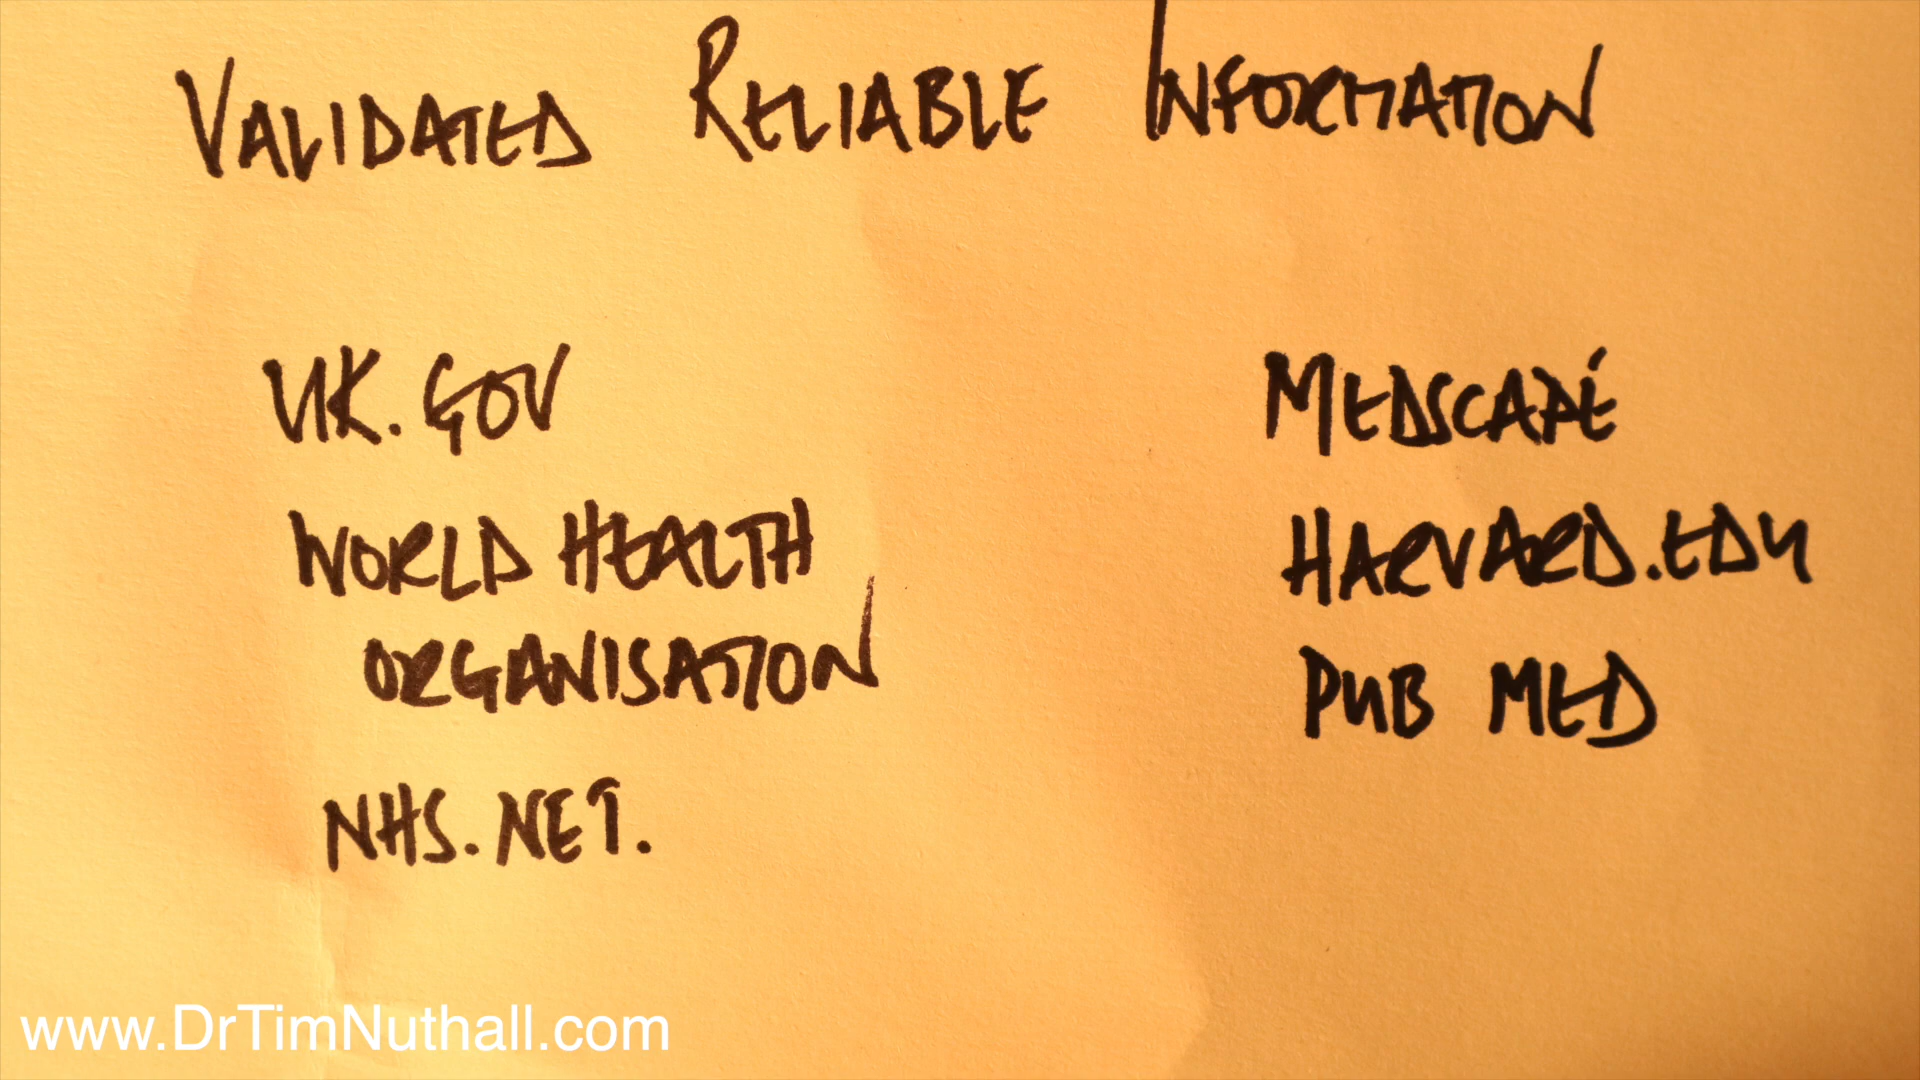 VALIDATED RELIABLE INFORMATION
UK.GOV
WORLD HEALTH
ORGANISATION
NHS.NET.
MEDSCAPE
HARVARD.EDU
PUB MED
www.DrTimNuthall.com